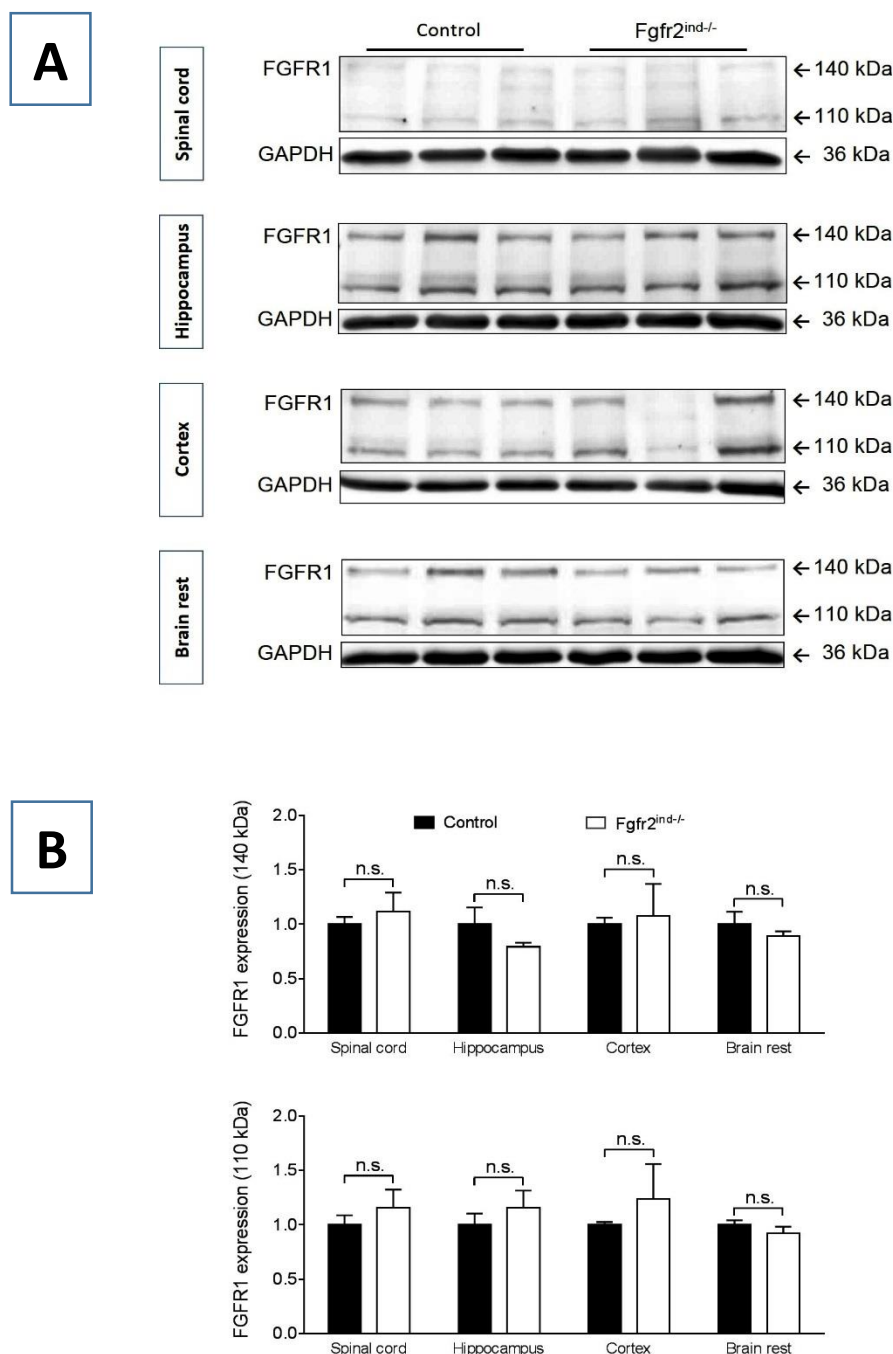 A
Control Fgfr2ind-/-
Spinal cord
FGFR1 ←140 kDa
←110 kDa
GAPDH ← 36 kDa
Hippocampus
FGFR1 ←140 kDa
←110 kDa
GAPDH ← 36 kDa
Cortex
FGFR1 ←140 kDa
←110 kDa
GAPDH ← 36 kDa
Brain rest
FGFR1 ←140 kDa
←110 kDa
GAPDH ← 36 kDa
B
FGFR1 expression (140 kDa)
2.0
1.5
1.0
0.5
0.0
Control Fgfr2ind-/-
n.s. n.s. n.s. n.s.
Spinal cord Hippocampus Cortex Brain rest
FGFR1 expression (110 kDa)
2.0
1.5
1.0
0.5
0.0
n.s. n.s. n.s. n.s.
Spinal cord Hippocampus Cortex Brain rest